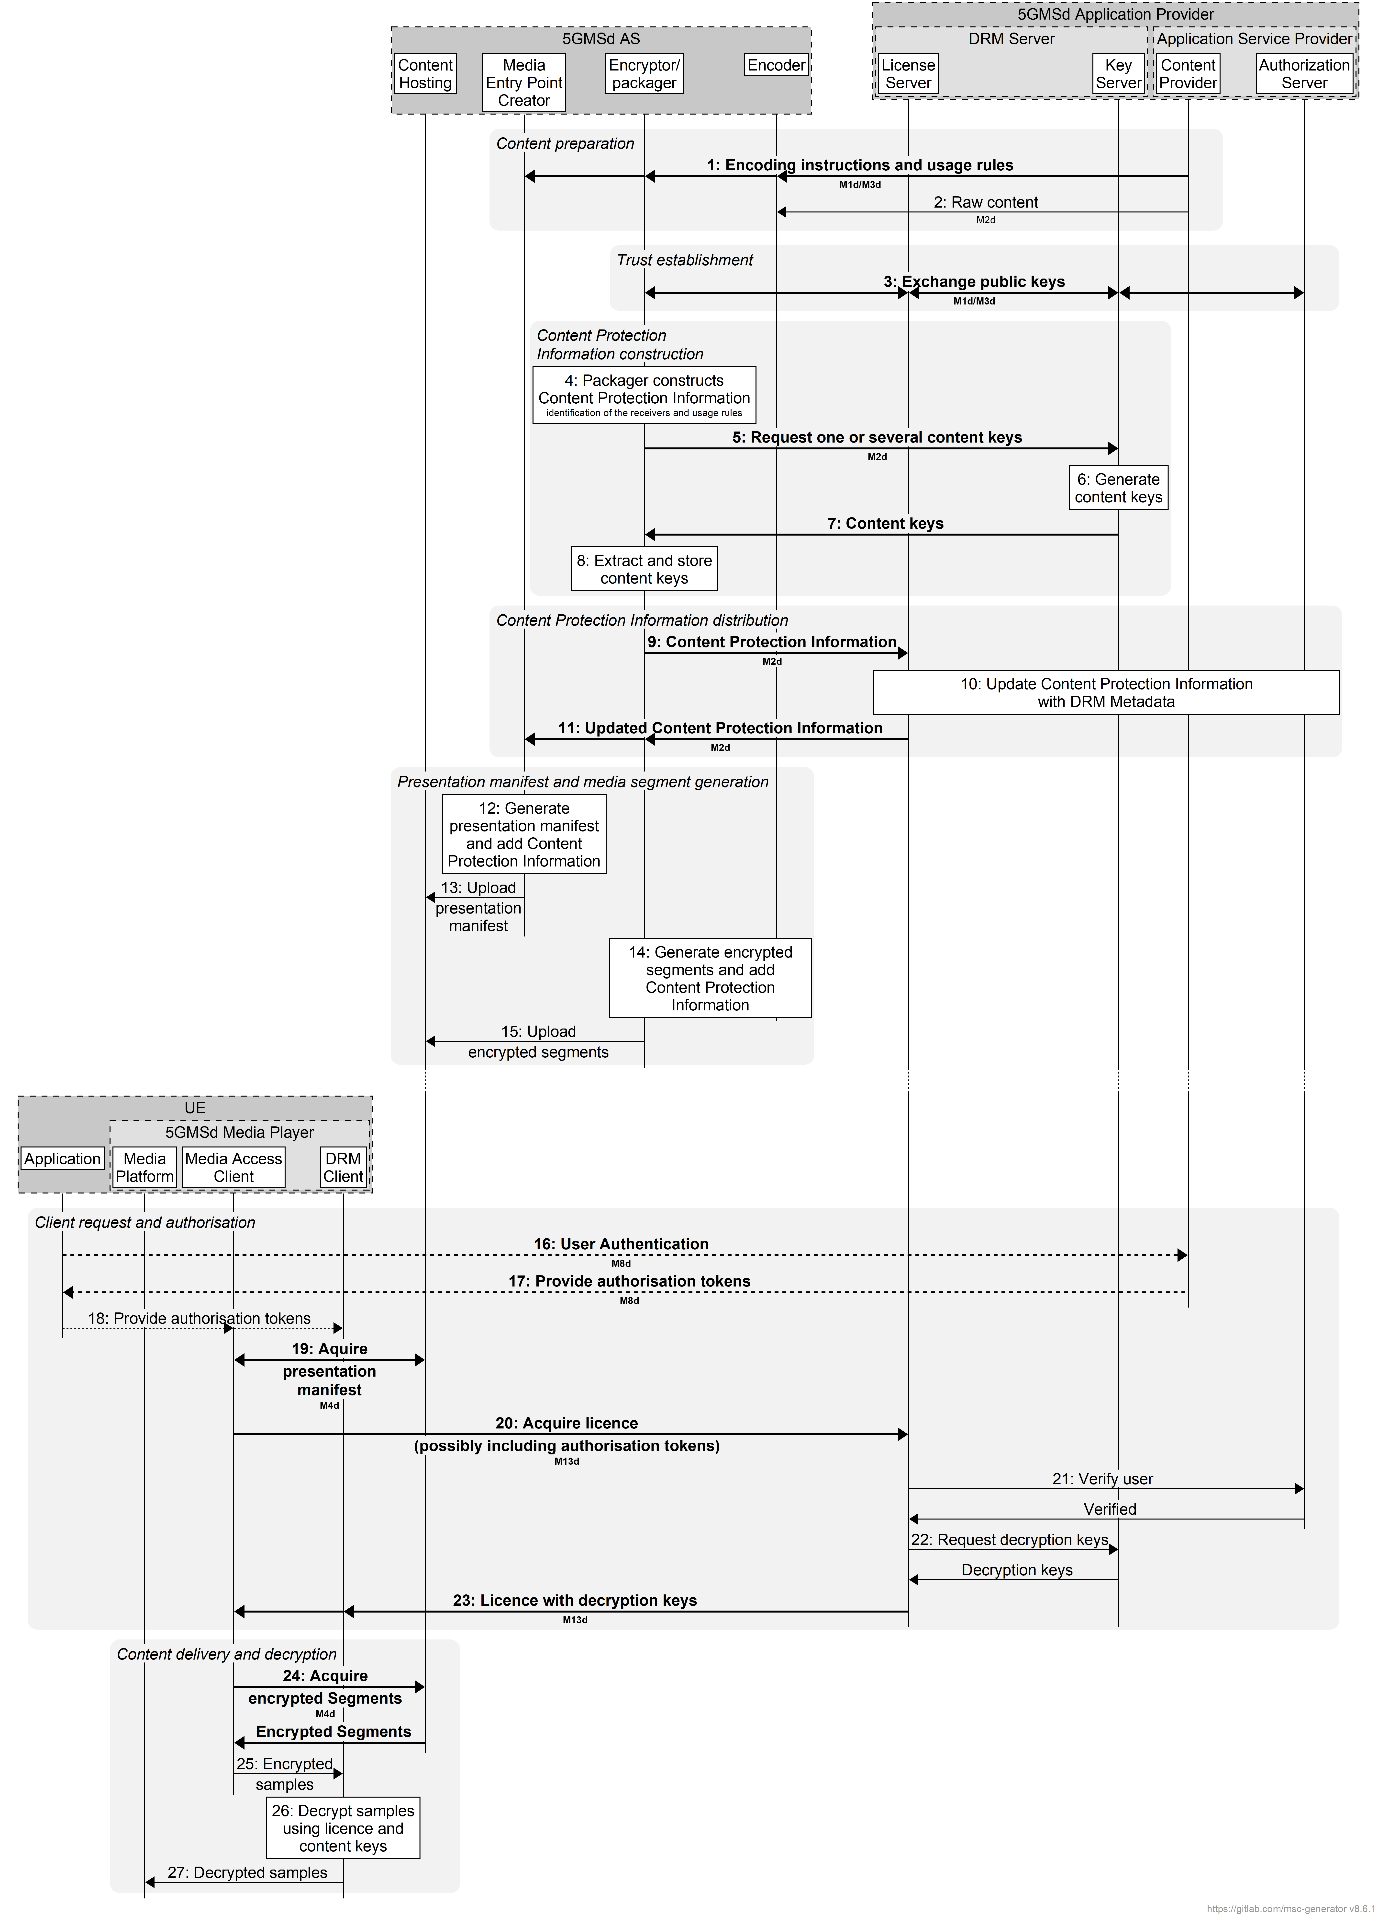 5GMSd Application Provider
5GMSd AS
DRM Server
Application Service Provider
Content
Hosting
Media
Entry Point
Creator
Encryptor/
packager
Encoder
License
Server
Key
Server
Content
Provider
Authorization
Server
Content preparation
1: Encoding instructions and usage rules
M1d/M3d
2: Raw content
M2d
Trust establishment
3: Exchange public keys
M1d/M3d
Content Protection
Information construction
4: Packager constructs
Content Protection Information
identification of the receivers and usage rules
5: Request one or several content keys
M2d
6: Generate
content keys
7: Content keys
8: Extract and store
content keys
Content Protection Information distribution
9: Content Protection Information
M2d
10: Update Content Protection Information
with DRM Metadata
11: Updated Content Protection Information
M2d
Presentation manifest and media segment generation
12: Generate
presentation manifest
and add Content
Protection Information
13: Upload
presentation
manifest
14: Generate encrypted
segments and add
Content Protection
Information
15: Upload
encrypted segments
UE
5GMSd Media Player
Application
Media
Platform
Media Access
Client
DRM
Client
Client request and authorisation
16: User Authentication
M8d
17: Provide authorisation tokens
M8d
18: Provide authorisation tokens
19: Aquire
presentation
manifest
M4d
20: Acquire licence
(possibly including authorisation tokens)
M13d
21: Verify user
Verified
22: Request decryption keys
Decryption keys
23: Licence with decryption keys
M13d
Content delivery and decryption
24: Acquire
encrypted Segments
M4d
Encrypted Segments
25: Encrypted
samples
26: Decrypt samples
using licence and
content keys
27: Decrypted samples
https://gitlab.com/msc-generator v8.6.1